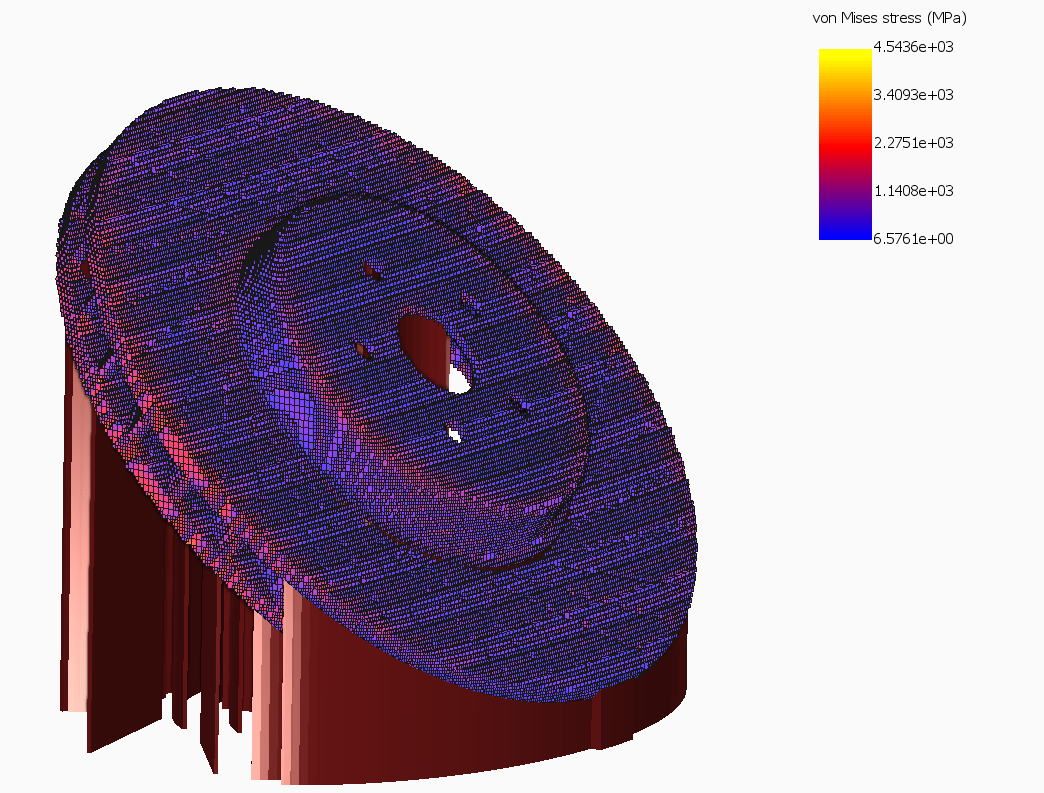 von Mises stress (MPa)
4.5436e+03
3.4093e+03
2.2751e+03
1.1408e+03
6.5761e+00